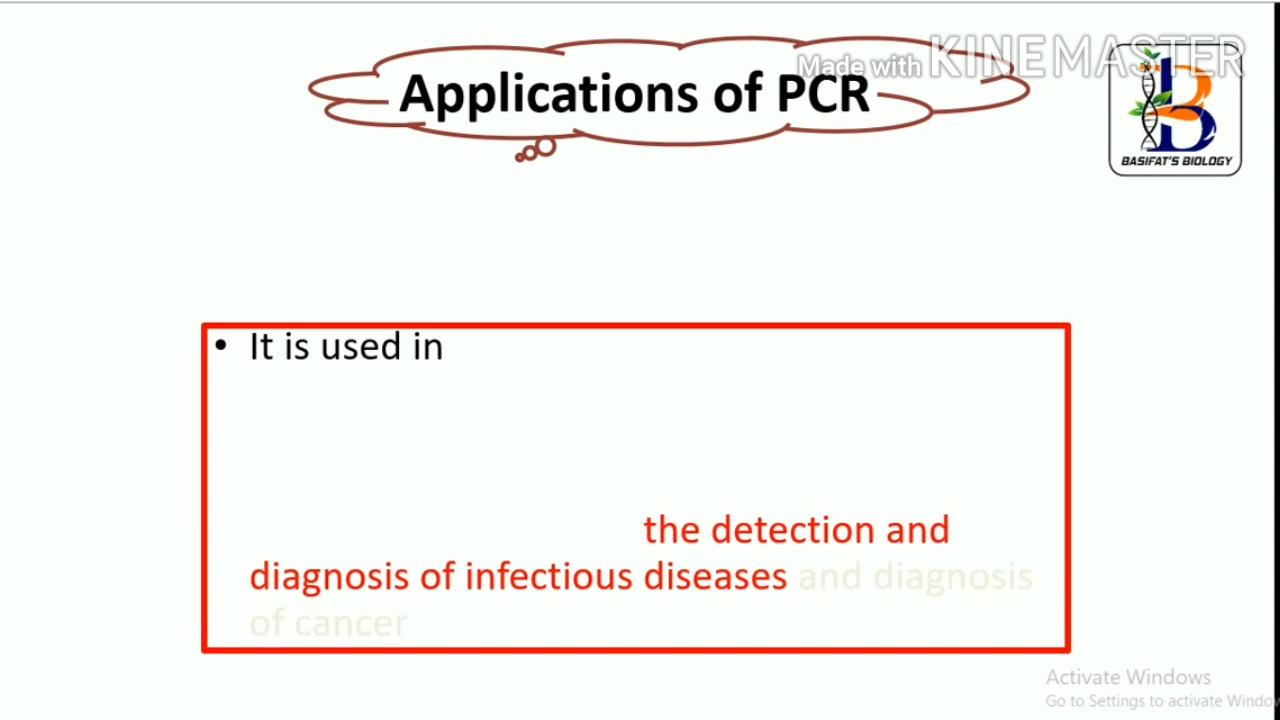 Made with KINEMASTER
Applications of PCR
BASIFAT'S BIOLOGY
• It is used in
the detection and
diagnosis of infectious diseases and diagnosis
of cancer
Activate Windows
Go to Settings to activate Windo